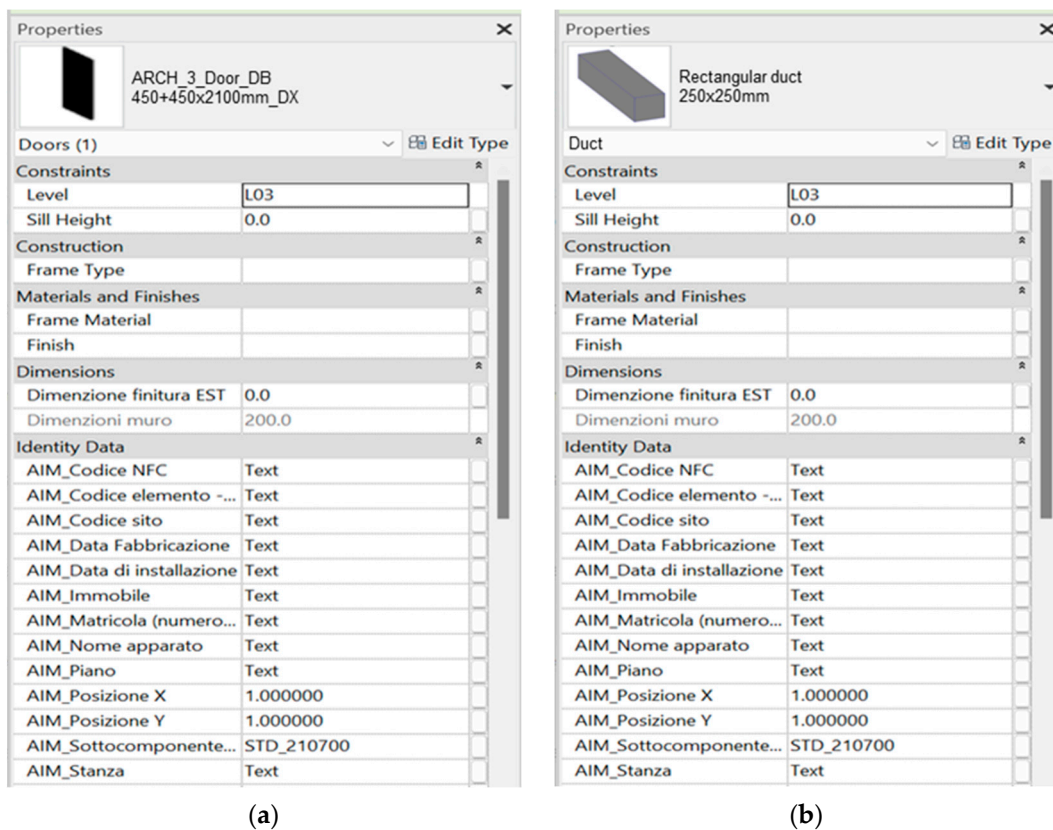 Properties
ARCH_3_Door_DB
450+450x2100mm_DX
Doors (1) Edit Type
Constraints
Level L03
Sill Height 0.0
Construction
Frame Type
Materials and Finishes
Frame Material
Finish
Dimensions
Dimenzione finitura EST 0.0
Dimenzioni muro 200.0
Identity Data
AIM_Codice NFC Text
AIM_Codice elemento -... Text
AIM_Codice sito Text
AIM_Data Fabbricazione Text
AIM_Data di installazione Text
AIM_Immobile Text
AIM_Matricola (numero... Text
AIM_Nome apparato Text
AIM_Piano Text
AIM_Posizione X 1.000000
AIM_Posizione Y 1.000000
AIM_Sottocomponente... STD_210700
AIM_Stanza Text
(a)
Properties
Rectangular duct
250x250mm
Duct Edit Type
Constraints
Level L03
Sill Height 0.0
Construction
Frame Type
Materials and Finishes
Frame Material
Finish
Dimensions
Dimenzione finitura EST 0.0
Dimenzioni muro 200.0
Identity Data
AIM_Codice NFC Text
AIM_Codice elemento -... Text
AIM_Codice sito Text
AIM_Data Fabbricazione Text
AIM_Data di installazione Text
AIM_Immobile Text
AIM_Matricola (numero... Text
AIM_Nome apparato Text
AIM_Piano Text
AIM_Posizione X 1.000000
AIM_Posizione Y 1.000000
AIM_Sottocomponente... STD_210700
AIM_Stanza Text
(b)